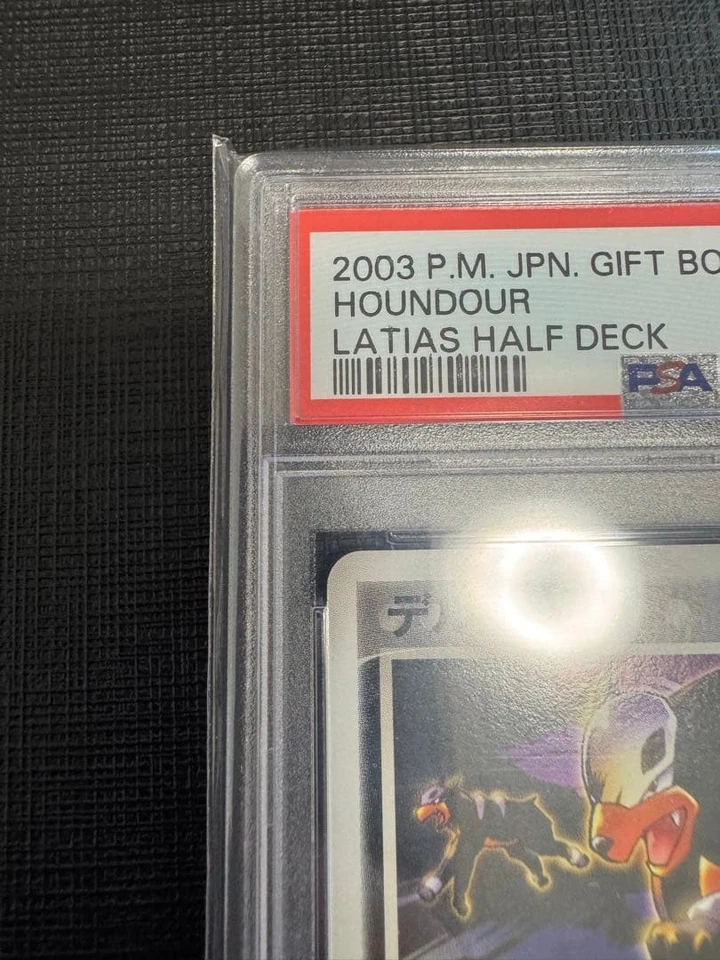 2003 P.M. JPN. GIFT BO
HOUNDOUR
LATIAS HALF DECK
PSA
デ